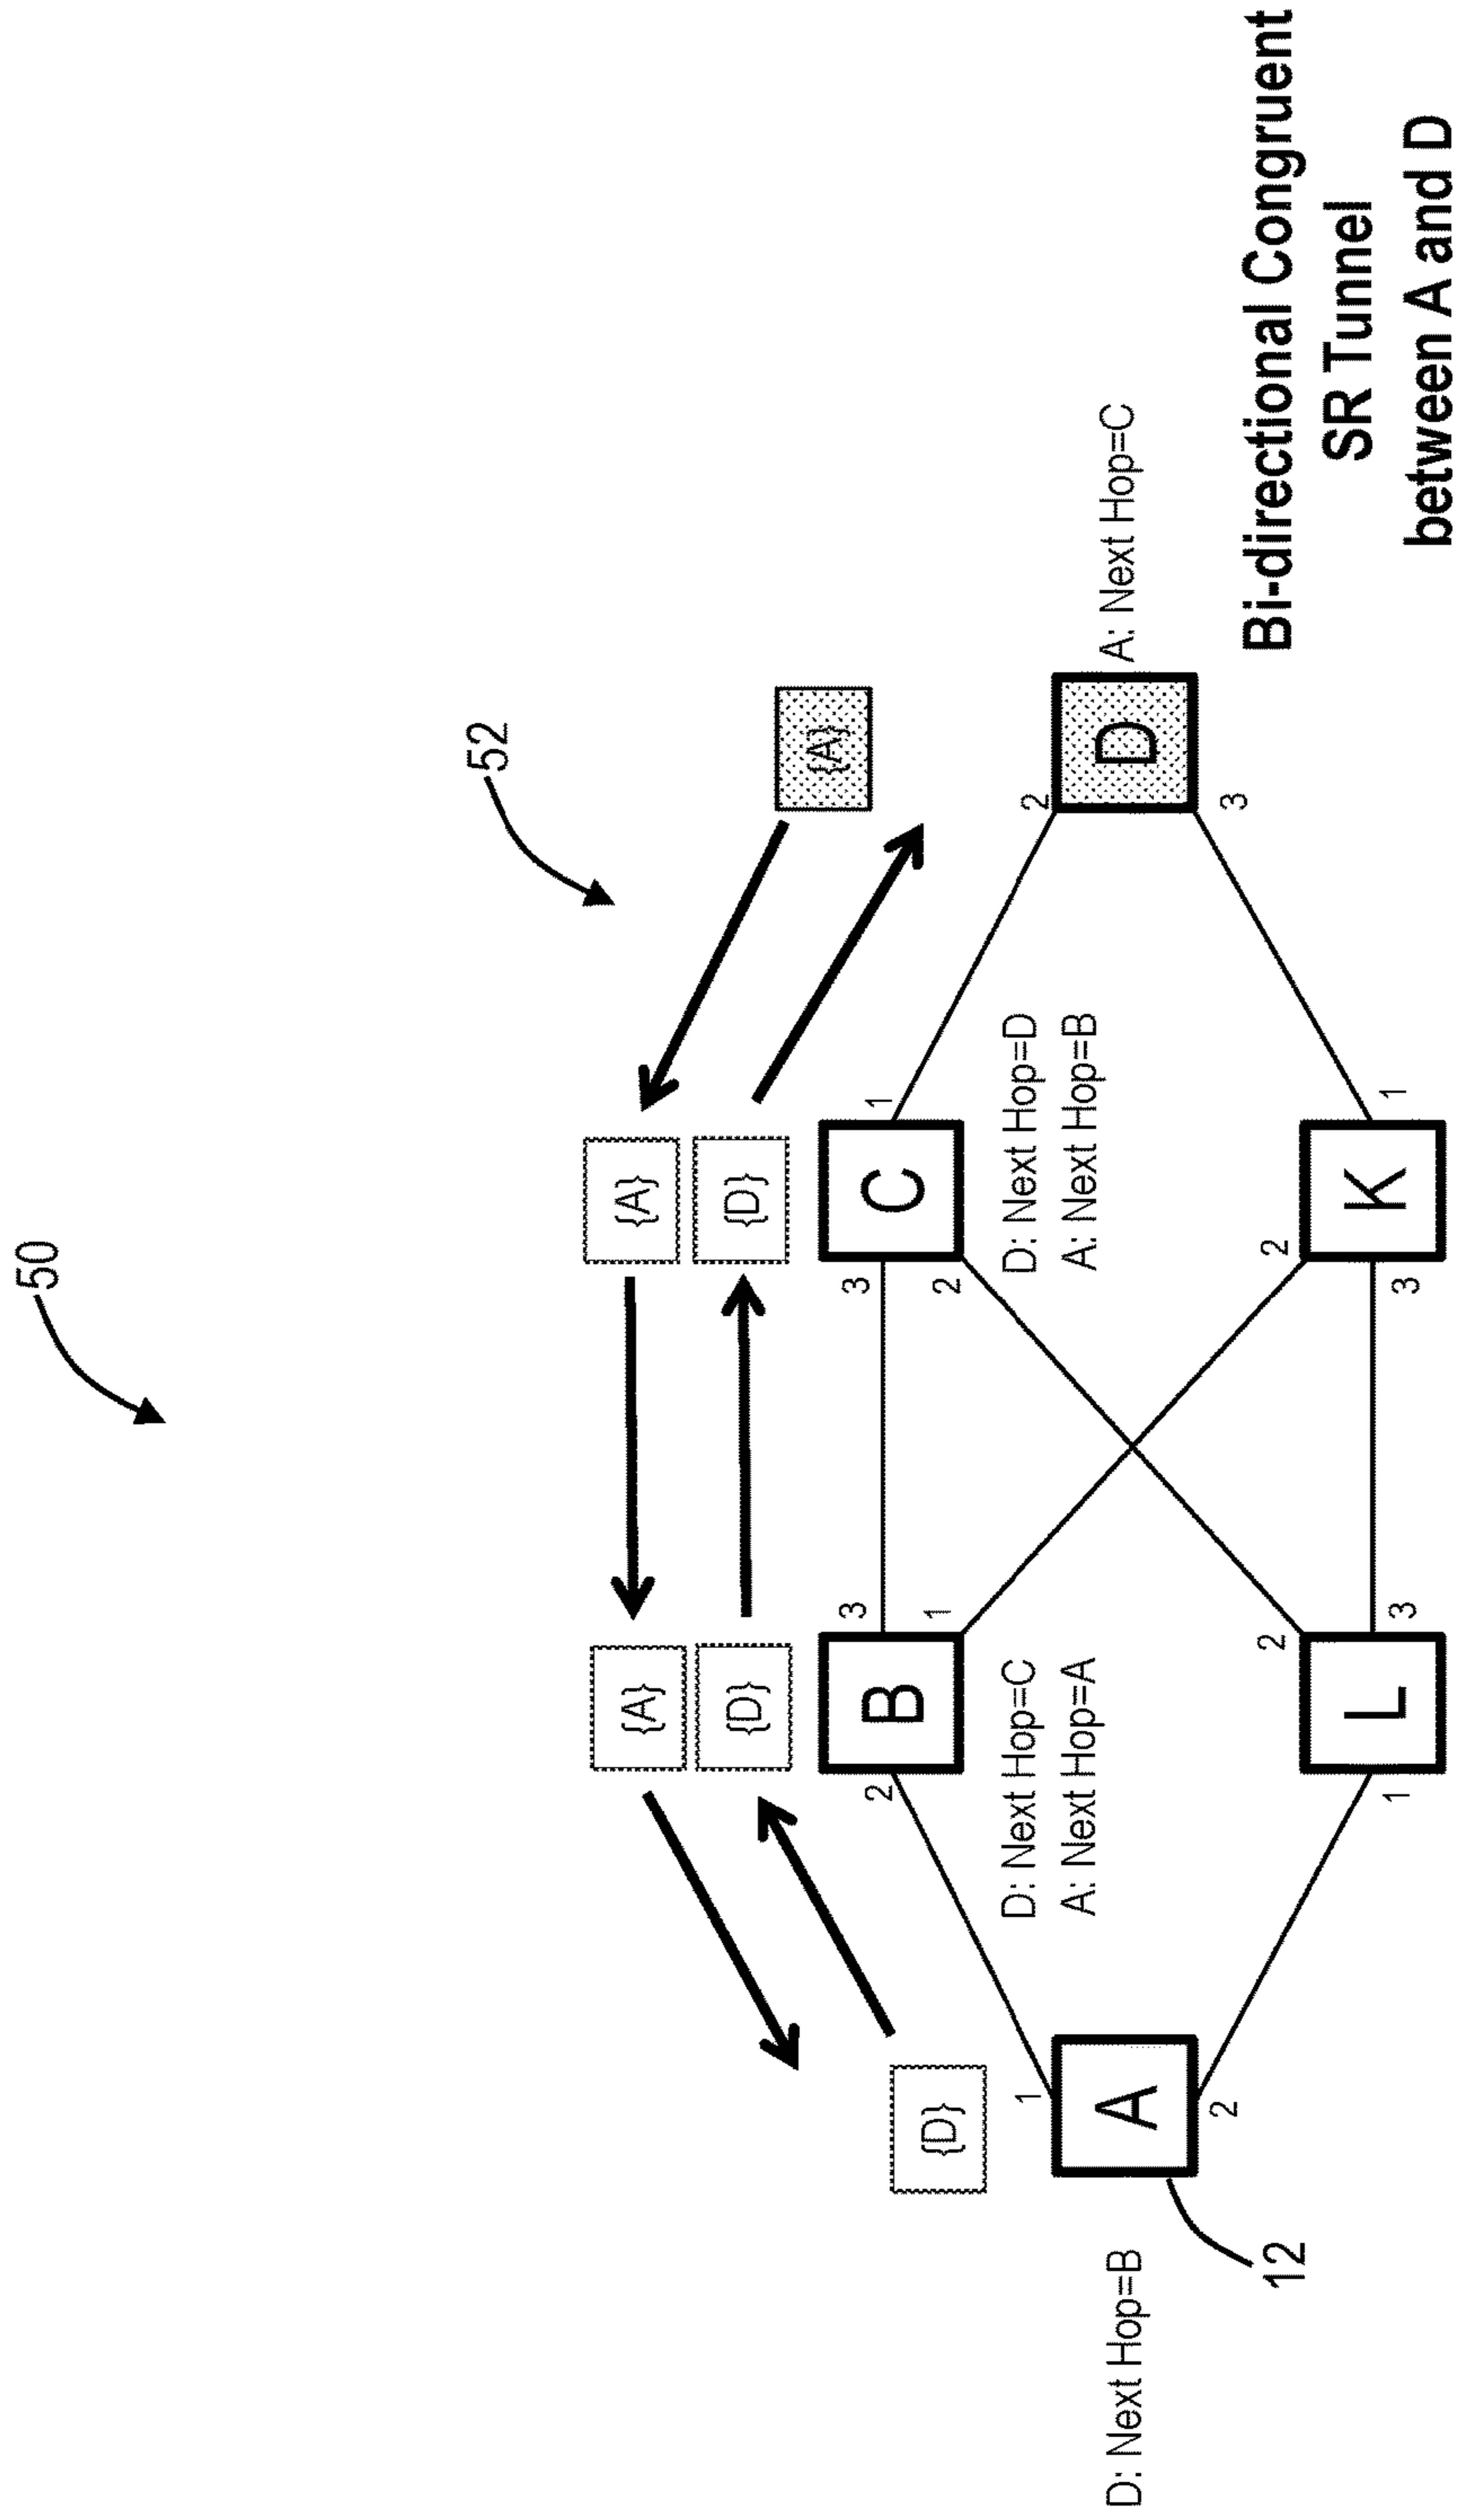 50
52
{A}
{A}
{A}
{D}
{D}
{D}
B
C
2
3
1
3
2
1
D: Next Hop=C
A: Next Hop=A
D: Next Hop=D
A: Next Hop=B
D: Next Hop=B
A
1
2
D
2
3
A: Next Hop=C
12
L
1
2
3
K
2
3
1
Bi-directional Congruent
SR Tunnel
between A and D